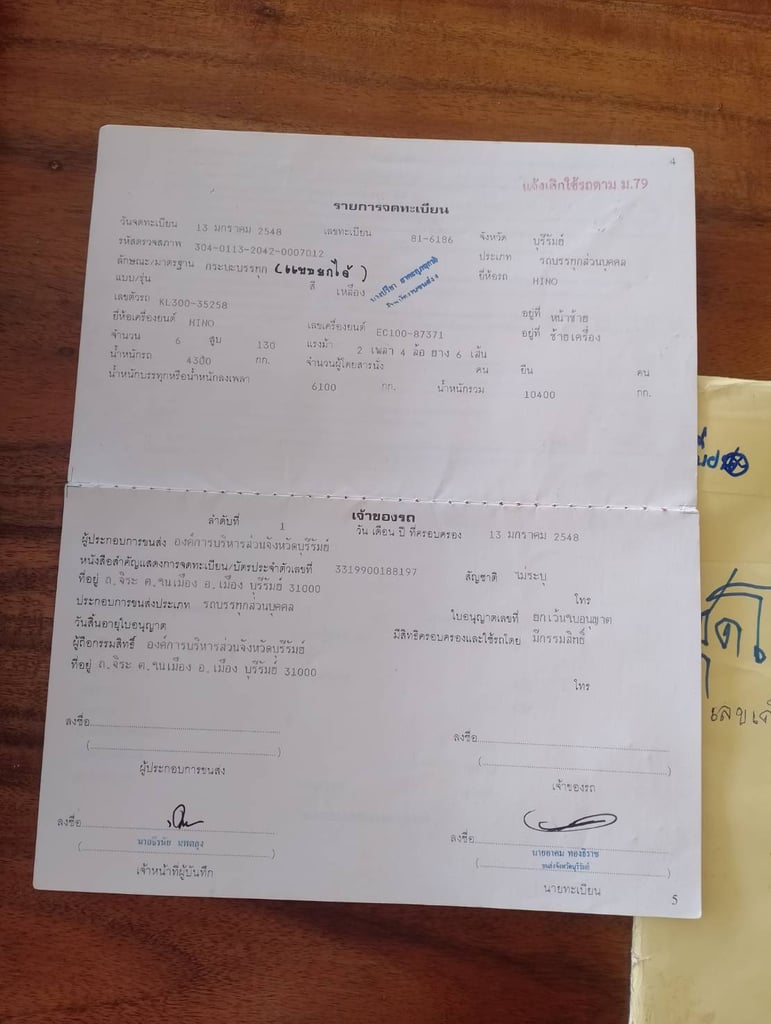 4
แจ้งเลิกใช้รถตาม ม.79
รายการจดทะเบียน
วันจดทะเบียน 13 มกราคม 2548 เลขทะเบียน 81-6186 จังหวัด บุรีรัมย์
รหัสตรวจสภาพ 304-0113-2042-0007012 ประเภท รถบรรทุกส่วนบุคคล
ลักษณะ/มาตรฐาน กระบะบรรทุก ยี่ห้อรถ HINO
แบบ/รุ่น สี เหลือง
เลขตัวรถ KL300-35258 อยู่ที่ หน้าซ้าย
ยี่ห้อเครื่องยนต์ HINO เลขเครื่องยนต์ EC100-87371 อยู่ที่ ซ้ายเครื่อง
จำนวน 6 สูบ 130 แรงม้า 2 เพลา 4 ล้อ ยาง 6 เส้น
น้ำหนักรถ 4300 กก. จำนวนผู้โดยสารนั่ง คน ยืน คน
น้ำหนักบรรทุกหรือน้ำหนักลงเพลา 6100 กก. น้ำหนักรวม 10400 กก.
เจ้าของรถ
ลำดับที่ 1 วัน เดือน ปี ที่ครอบครอง 13 มกราคม 2548
ผู้ประกอบการขนส่ง องค์การบริหารส่วนจังหวัดบุรีรัมย์
หนังสือสำคัญแสดงการจดทะเบียน/บัตรประจำตัวเลขที่ 3319900188197 สัญชาติ ไม่ระบุ
ที่อยู่ ถ.จิระ ต.ในเมือง อ.เมือง บุรีรัมย์ 31000 โทร
ประกอบการขนส่งประเภท รถบรรทุกส่วนบุคคล ใบอนุญาตเลขที่ ยกเว้นฯใบอนุญาต
วันสิ้นอายุใบอนุญาต มีสิทธิครอบครองและใช้รถโดย มีกรรมสิทธิ์
ผู้ถือกรรมสิทธิ์ องค์การบริหารส่วนจังหวัดบุรีรัมย์
ที่อยู่ ถ.จิระ ต.ในเมือง อ.เมือง บุรีรัมย์ 31000
โทร
ลงชื่อ ลงชื่อ
ผู้ประกอบการขนส่ง เจ้าของรถ
ลงชื่อ ลงชื่อ
นายอาคม ทองธิราช
ขนส่งจังหวัดบุรีรัมย์
เจ้าหน้าที่ผู้บันทึก นายทะเบียน
5